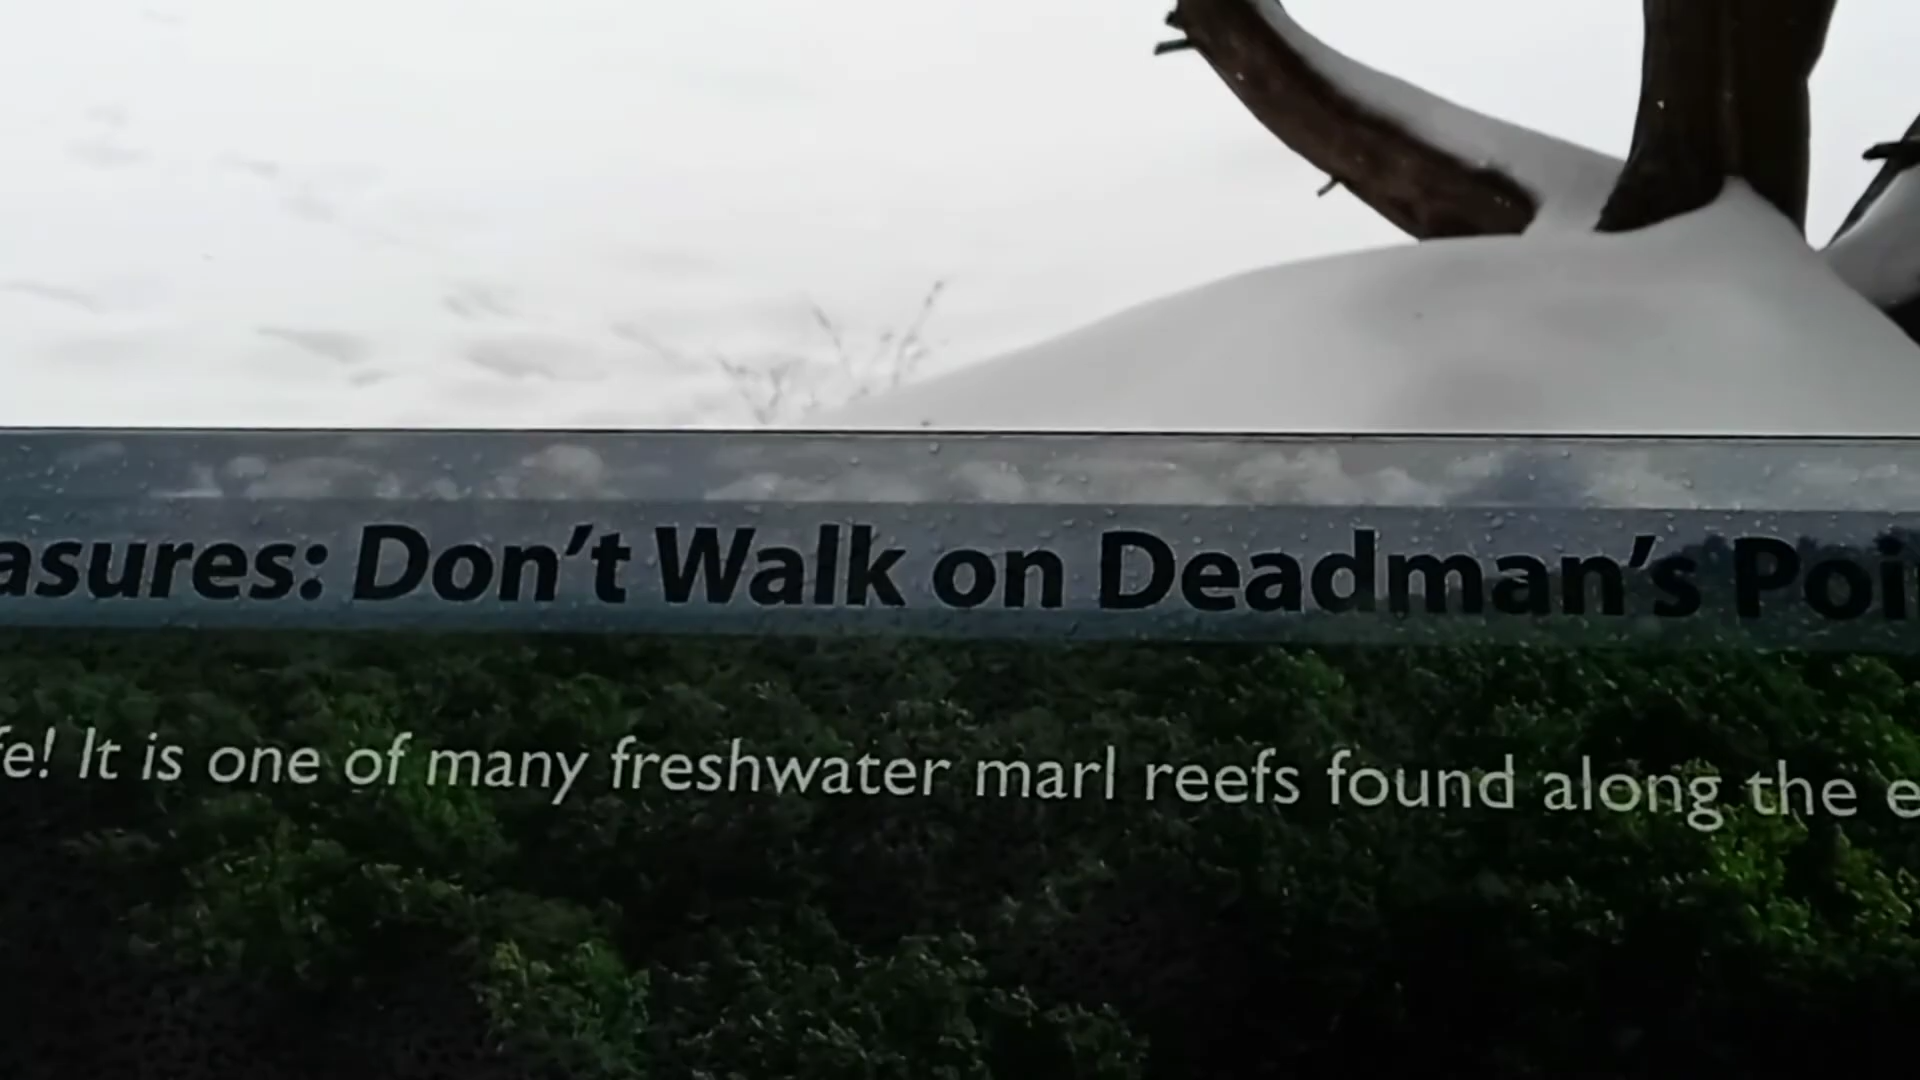 asures: Don't Walk on Deadman's Poi
fe! It is one of many freshwater marl reefs found along the e